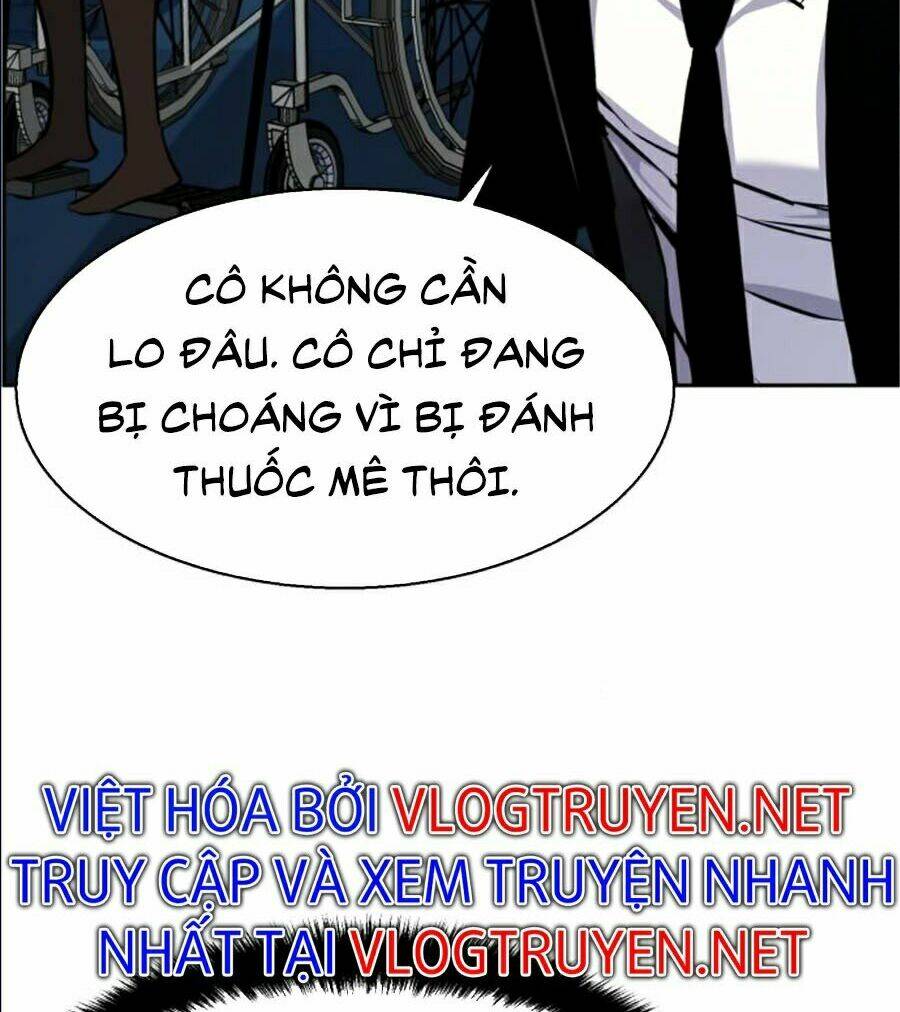 CÔ KHÔNG CẦN
LO ĐÂU. CÔ CHỈ ĐANG
BỊ CHOÁNG VÌ BỊ ĐÁNH
THUỐC MÊ THÔI.
VIỆT HÓA BỞI VLOGTRUYEN.NET
TRUY CẬP VÀ XEM TRUYỆN NHANH
NHẤT TẠI VLOGTRUYEN.NET